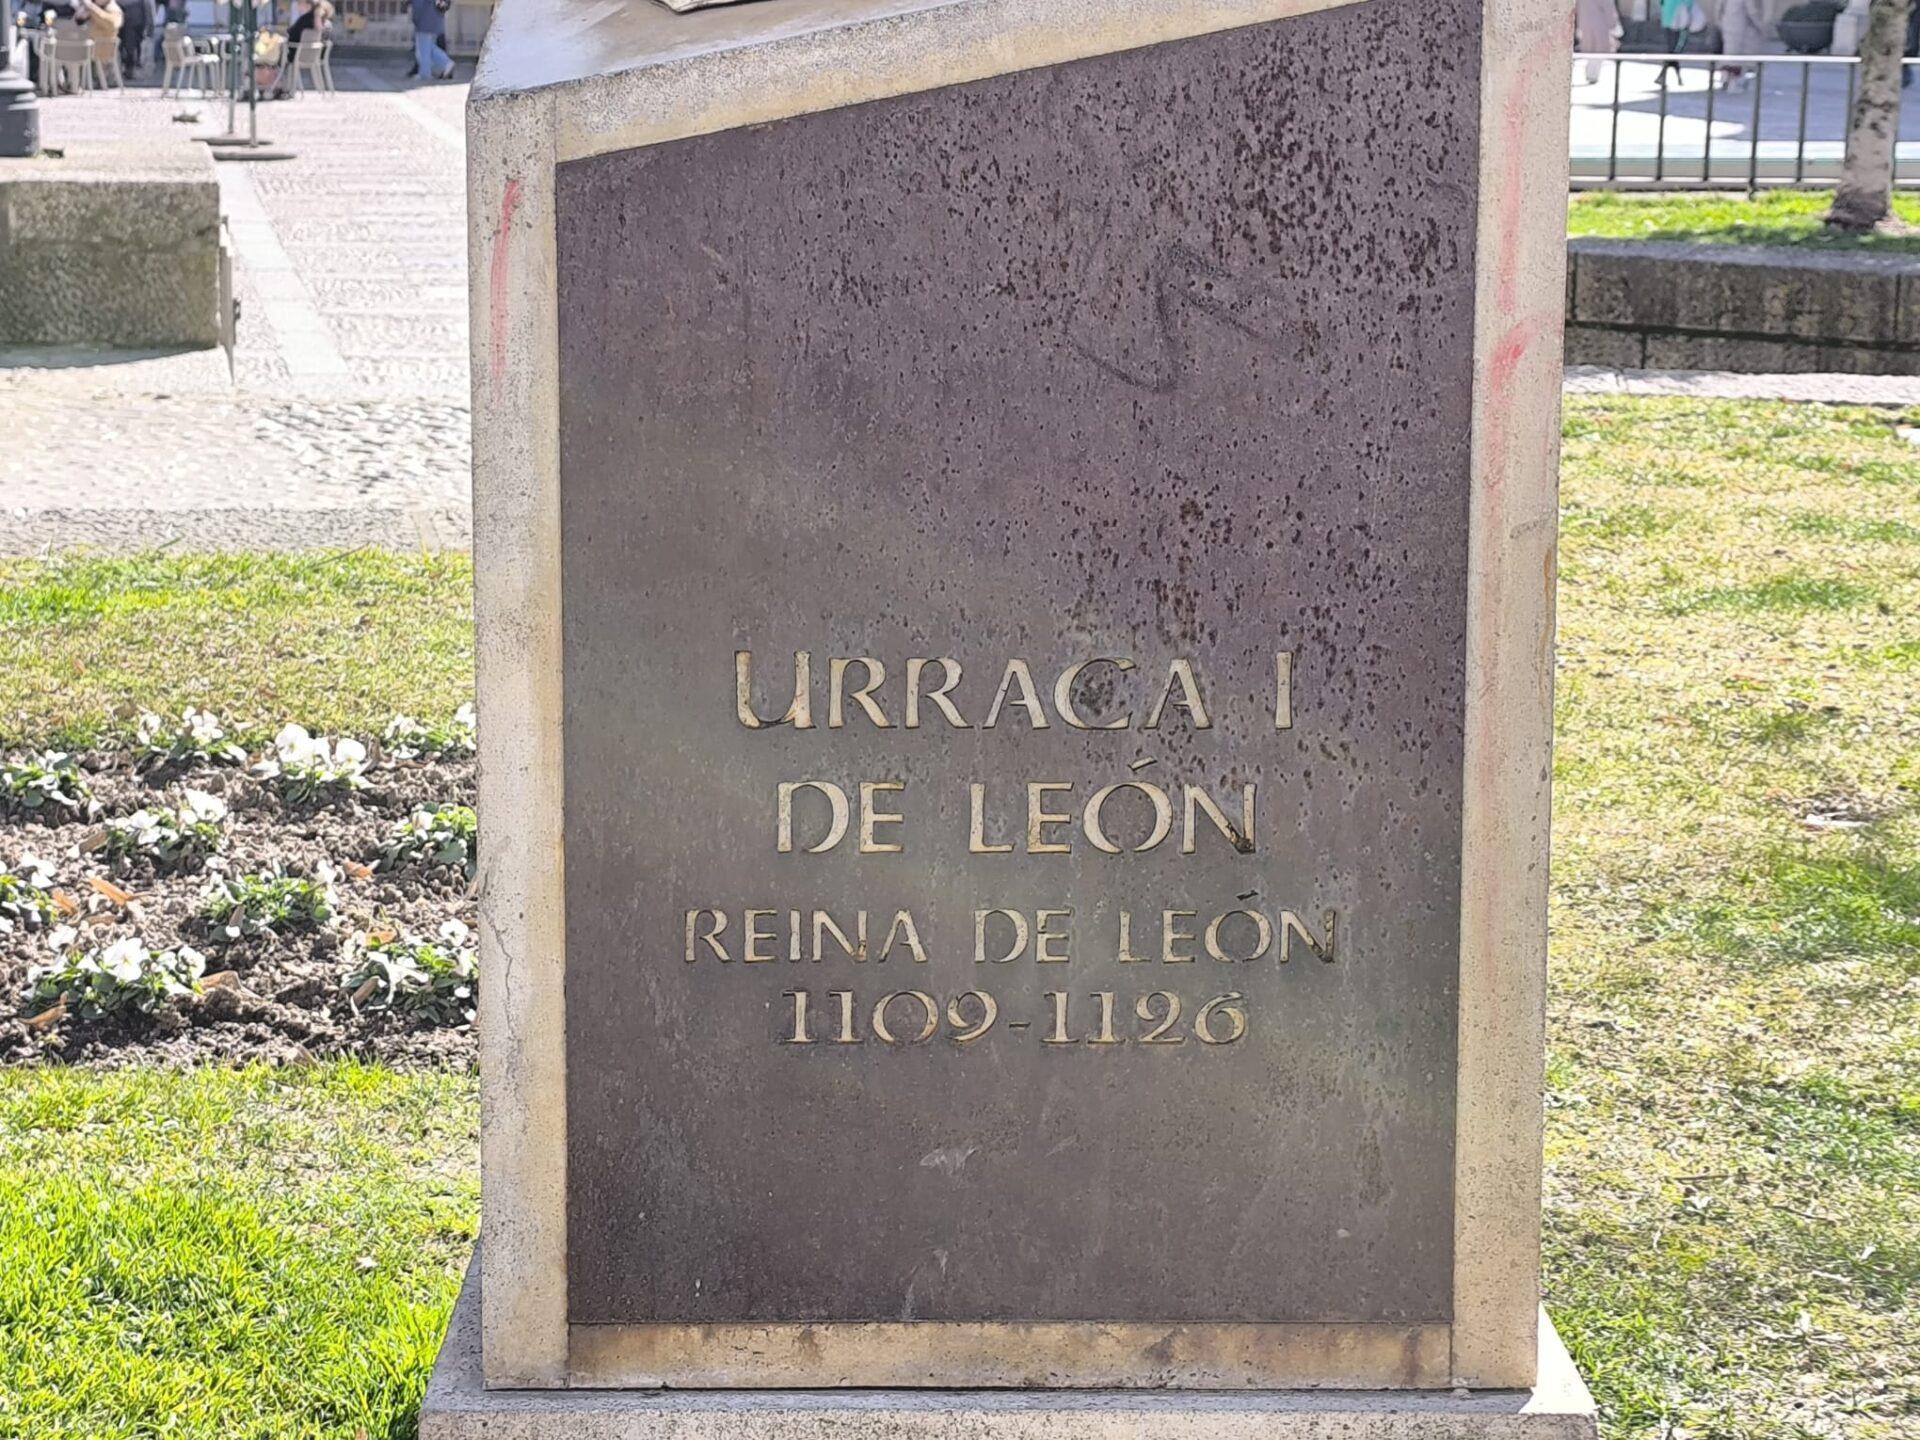 URRACA I
DE LEÓN
REINA DE LEÓN
1109-1126